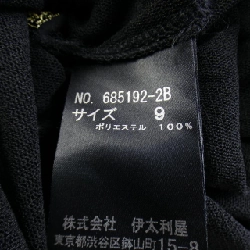 NO. 685192-2B
サイズ 9
ポリエステル 100%
株式会社 伊太利屋
東京都渋谷区鉢山町15-8